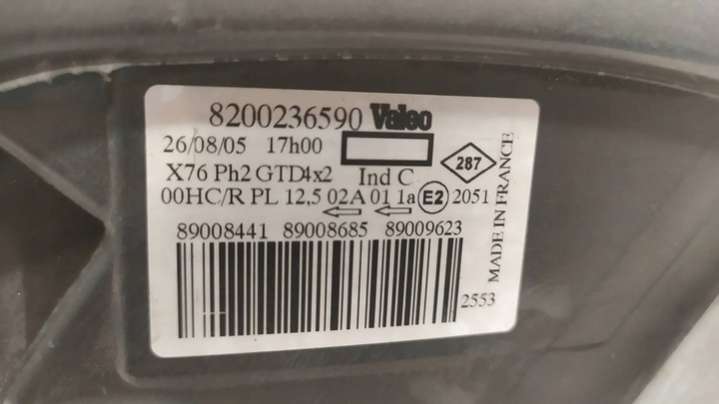 8200236590 Valeo
26/08/05 17h00
X76 Ph2 GTD4x2 Ind C
287
00HC/R PL 12,5 02A 01 1a E2 2051
89008441 89008685 89009623
2553
MADE IN FRANCE